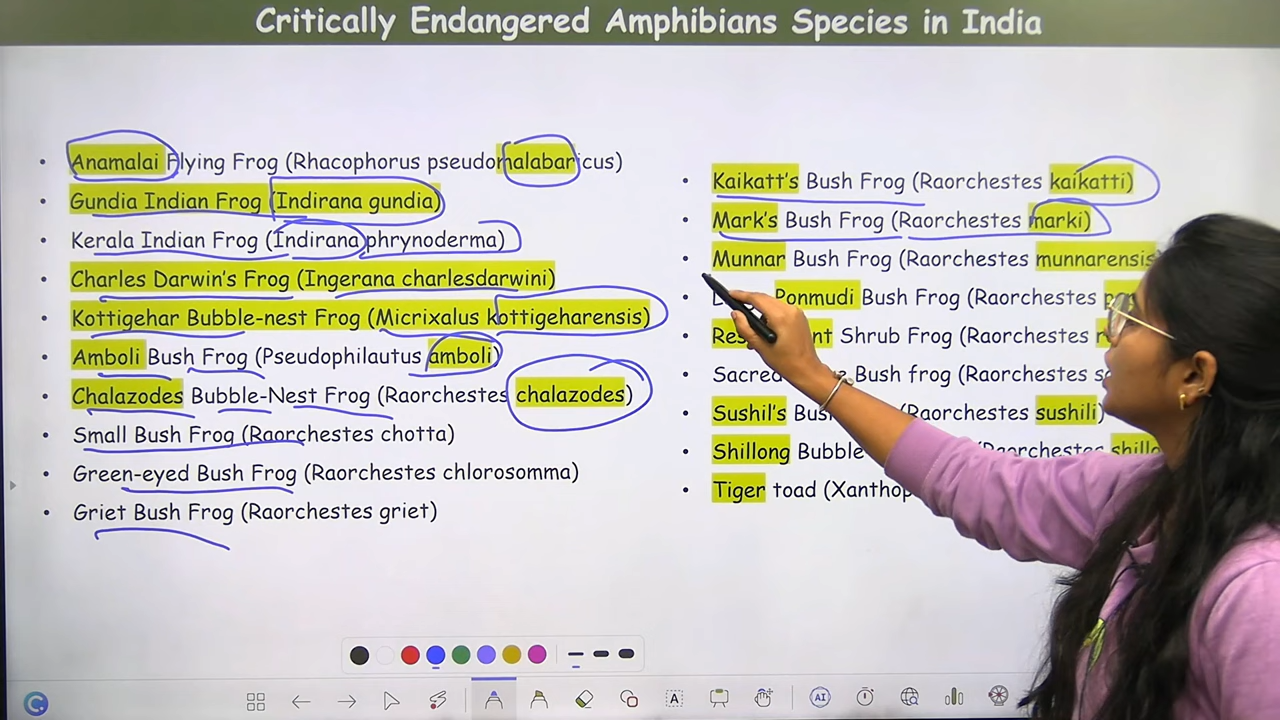 Critically Endangered Amphibians Species in India
• Anamalai Flying Frog (Rhacophorus pseudomalabaricus)
• Gundia Indian Frog (Indirana gundia)
• Kerala Indian Frog (Indirana phrynoderma)
• Charles Darwin's Frog (Ingerana charlesdarwini)
• Kottigehar Bubble-nest Frog (Micrixalus kottigeharensis)
• Amboli Bush Frog (Pseudophilautus amboli)
• Chalazodes Bubble-Nest Frog (Raorchestes chalazodes)
• Small Bush Frog (Raorchestes chotta)
• Green-eyed Bush Frog (Raorchestes chlorosomma)
• Griet Bush Frog (Raorchestes griet)
• Kaikatt's Bush Frog (Raorchestes kaikatti)
• Mark's Bush Frog (Raorchestes marki)
• Munnar Bush Frog (Raorchestes munnarensis
• Ponmudi Bush Frog (Raorchestes
• Shrub Frog (Raorchestes
• Sacred Bush frog (Raorchestes
• Sushil's (Raorchestes sushili)
• Shillong Bubble
• Tiger toad
A
AI